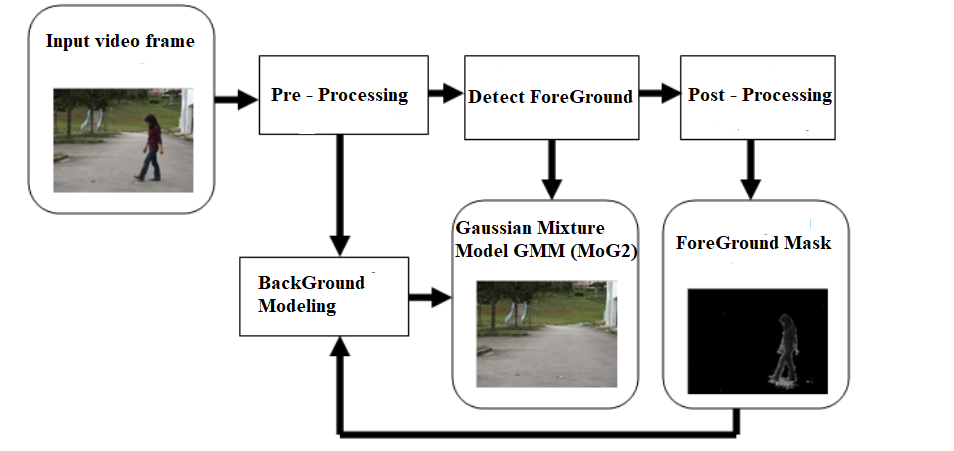 Input video frame
Pre - Processing
Detect ForeGround
Post - Processing
Gaussian Mixture
Model GMM (MoG2)
ForeGround Mask
BackGround
Modeling